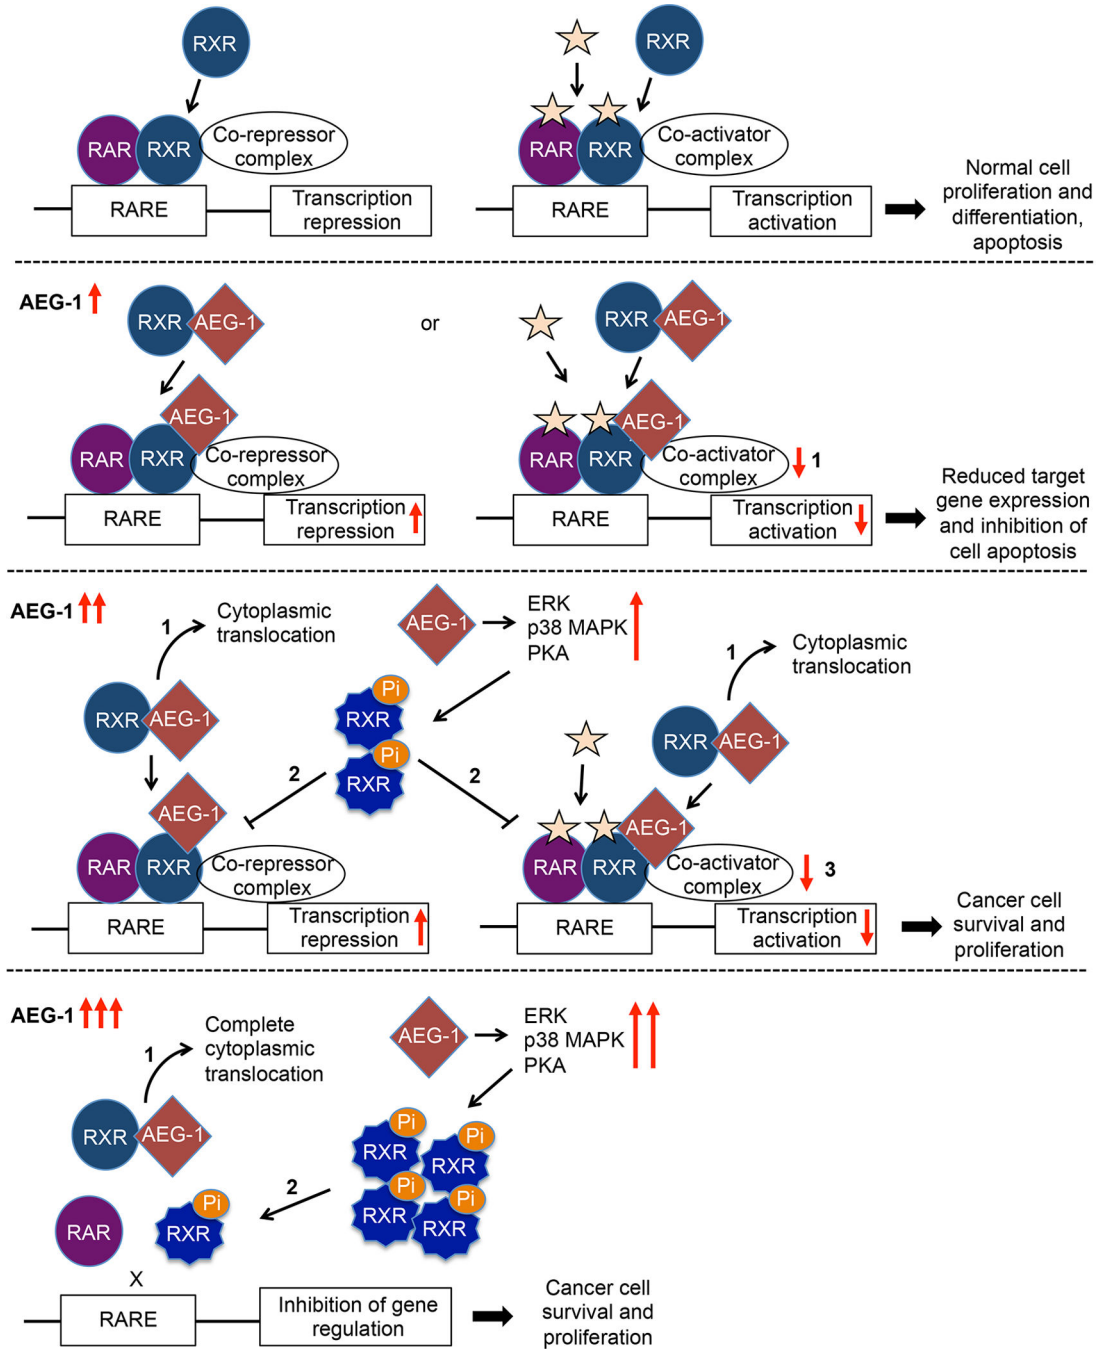 RXR
RXR
RAR
RXR
Co-repressor
complex
RARE
Transcription
repression
RAR
RXR
Co-activator
complex
RARE
Transcription
activation
Normal cell
proliferation and
differentiation,
apoptosis
AEG-1
RXR
AEG-1
or
RXR
AEG-1
AEG-1
RAR
RXR
Co-repressor
complex
RARE
Transcription
repression
AEG-1
RAR
RXR
Co-activator
complex
1
RARE
Transcription
activation
Reduced target
gene expression
and inhibition of
cell apoptosis
AEG-1
1
Cytoplasmic
translocation
RXR
AEG-1
AEG-1
ERK
p38 MAPK
PKA
Pi
RXR
Pi
RXR
2
2
1
Cytoplasmic
translocation
RXR
AEG-1
AEG-1
RAR
RXR
Co-repressor
complex
RARE
Transcription
repression
AEG-1
RAR
RXR
Co-activator
complex
3
RARE
Transcription
activation
Cancer cell
survival and
proliferation
AEG-1
1
Complete
cytoplasmic
translocation
RXR
AEG-1
AEG-1
ERK
p38 MAPK
PKA
Pi
RXR
Pi
RXR
Pi
RXR
Pi
RXR
2
RAR
Pi
RXR
X
RARE
Inhibition of gene
regulation
Cancer cell
survival and
proliferation